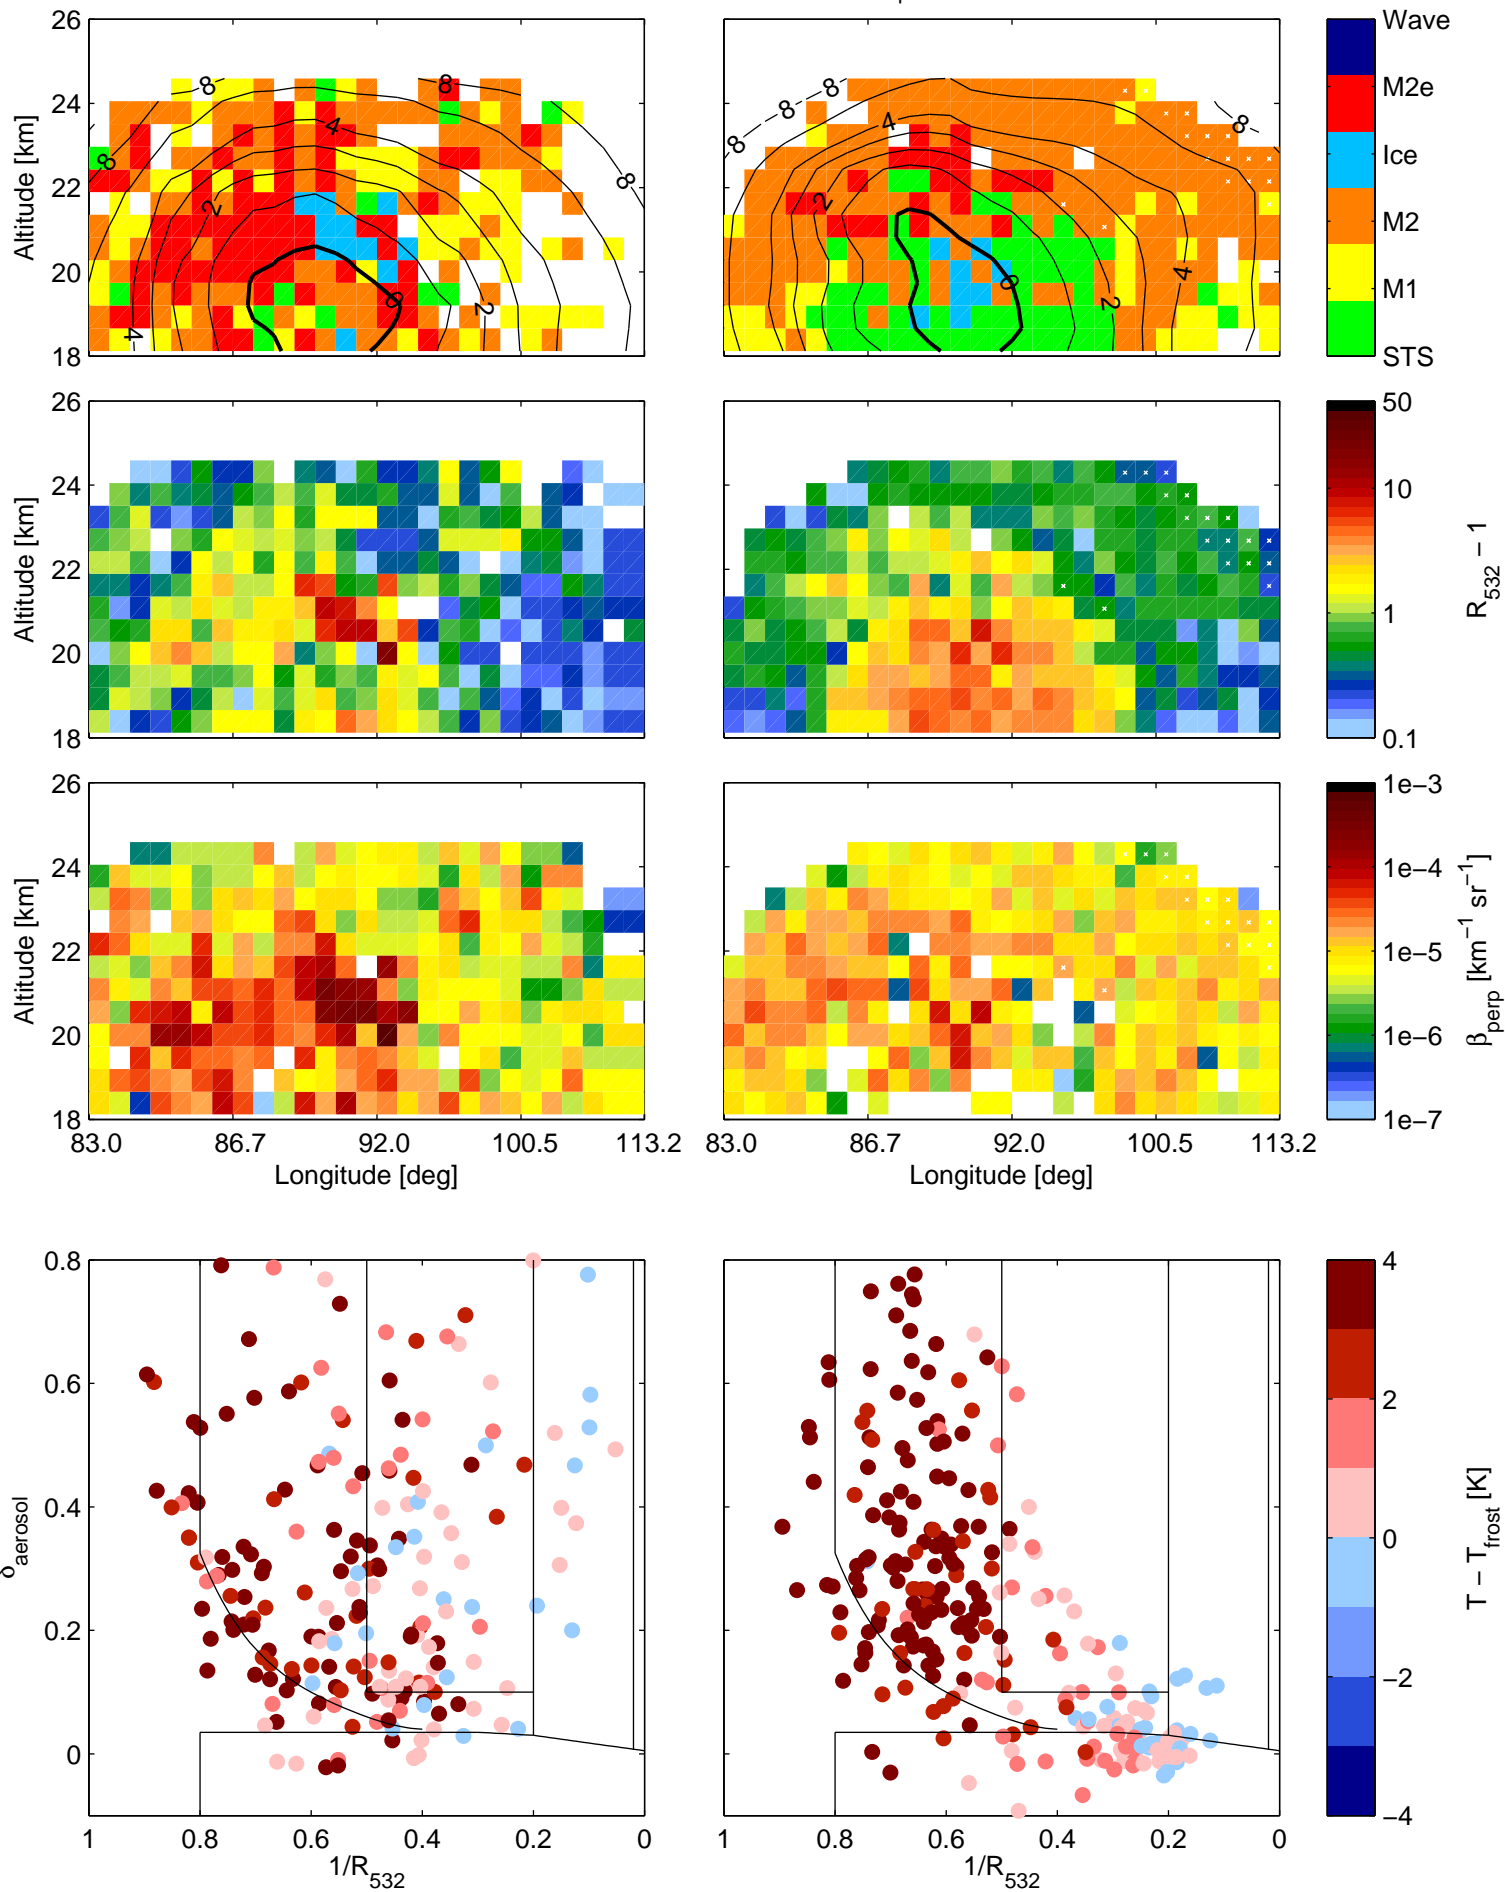 26
24
22
20
18
Altitude [km]
8
8
8
8
4
4
2
2
0
8
8
8
8
4
4
2
2
0
Wave
M2e
Ice
M2
M1
STS
26
24
22
20
18
Altitude [km]
50
10
1
0.1
R532 − 1
26
24
22
20
18
Altitude [km]
83.0 86.7 92.0 100.5 113.2
Longitude [deg]
83.0 86.7 92.0 100.5 113.2
Longitude [deg]
1e−3
1e−4
1e−5
1e−6
1e−7
βperp [km−1 sr−1]
0.8
0.6
0.4
0.2
0
δaerosol
1 0.8 0.6 0.4 0.2 0
1/R532
1 0.8 0.6 0.4 0.2 0
1/R532
4
2
0
−2
−4
T − Tfrost [K]